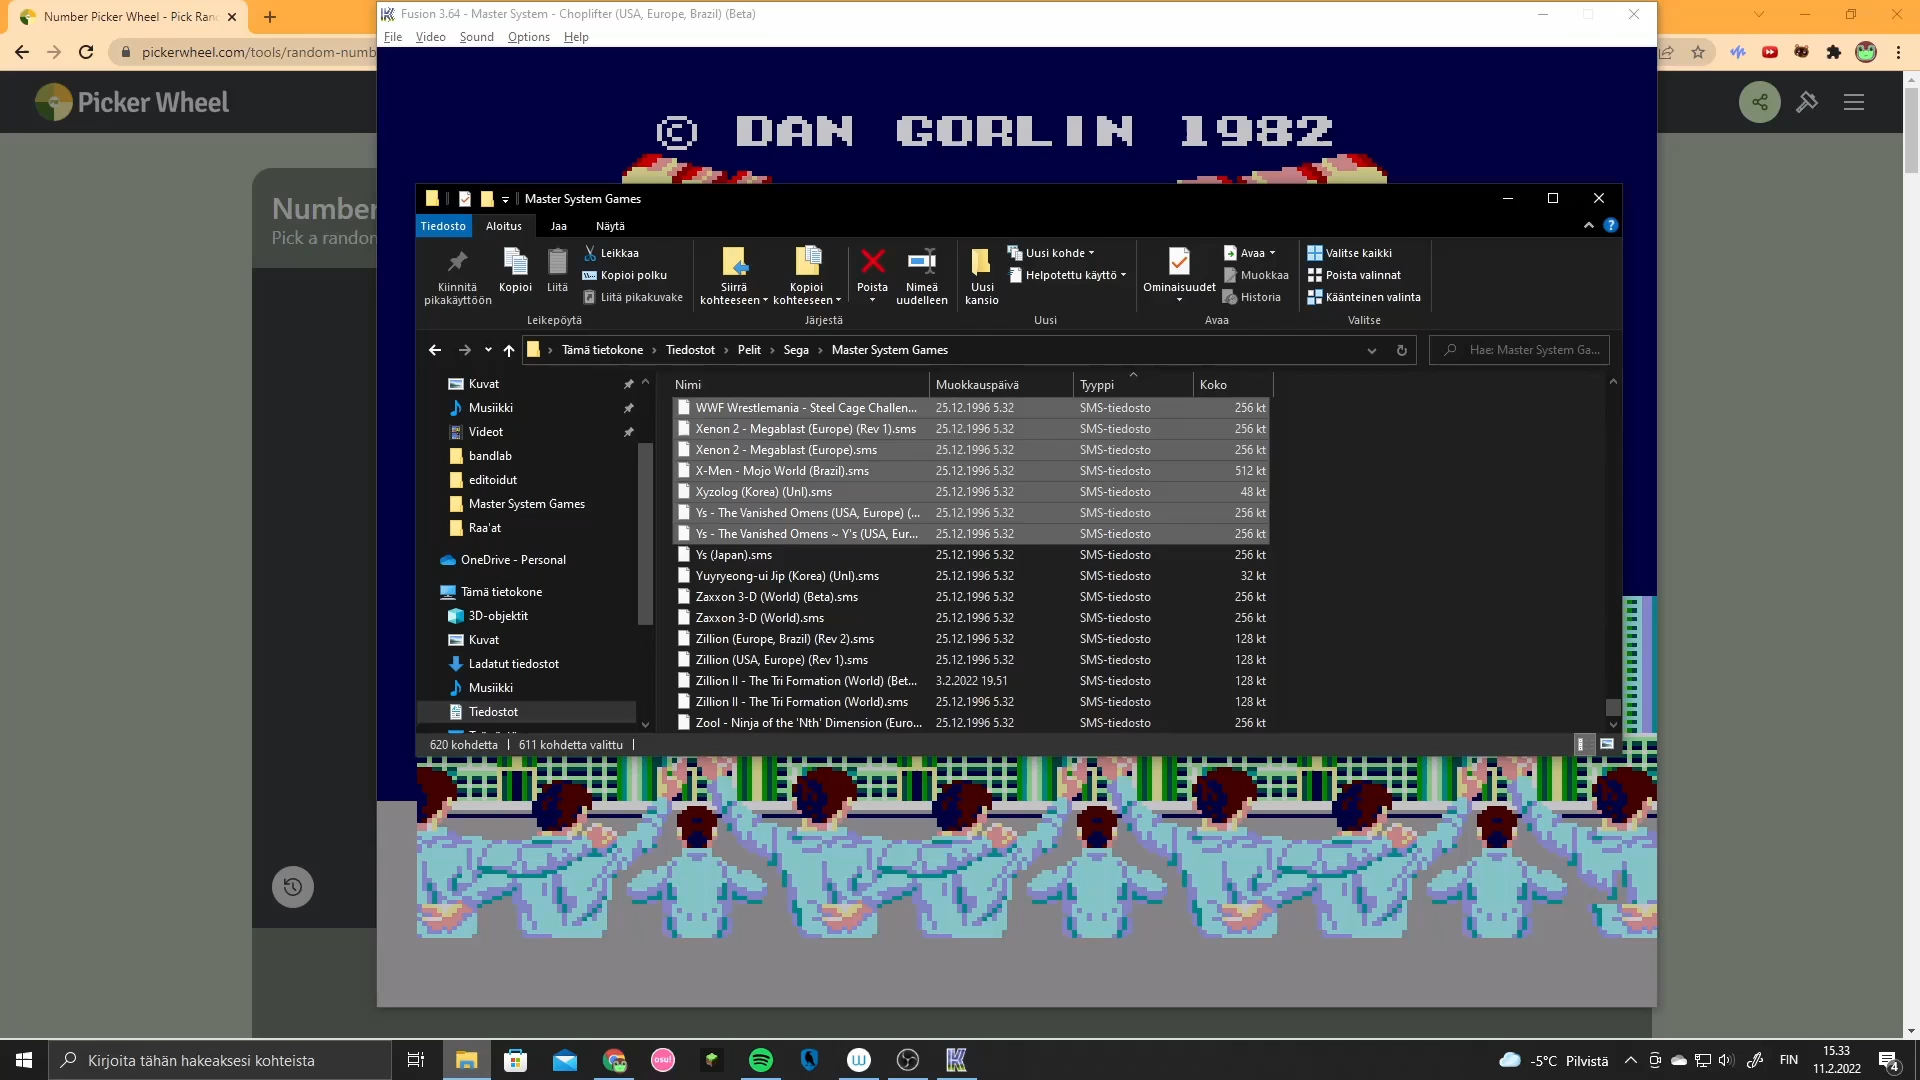 Number Picker Wheel - Pick Ran
Fusion 3.64 - Master System - Choplifter (USA, Europe, Brazil) (Beta)
File Video Sound Options Help
pickerwheel.com/tools/random-numb
Picker Wheel
© DAN GORLIN 1982
Number
Pick a random
Master System Games
Tiedosto Aloitus Jaa Näytä
Kiinnitä pikakäyttöön
Kopioi
Liitä
Leikkaa
Kopioi polku
Liitä pikakuvake
Siirrä kohteeseen
Kopioi kohteeseen
Poista
Nimeä uudelleen
Uusi kansio
Uusi kohde
Helpotettu käyttö
Ominaisuudet
Avaa
Muokkaa
Historia
Valitse kaikki
Poista valinnat
Käänteinen valinta
Leikepöytä Järjestä Uusi Avaa Valitse
Tämä tietokone › Tiedostot › Pelit › Sega › Master System Games
Hae: Master System Ga...
Kuvat
Musiikki
Videot
bandlab
editoidut
Master System Games
Raa'at
OneDrive - Personal
Tämä tietokone
3D-objektit
Kuvat
Ladatut tiedostot
Musiikki
Tiedostot
Nimi Muokkauspäivä Tyyppi Koko
WWF Wrestlemania - Steel Cage Challen... 25.12.1996 5.32 SMS-tiedosto 256 kt
Xenon 2 - Megablast (Europe) (Rev 1).sms 25.12.1996 5.32 SMS-tiedosto 256 kt
Xenon 2 - Megablast (Europe).sms 25.12.1996 5.32 SMS-tiedosto 256 kt
X-Men - Mojo World (Brazil).sms 25.12.1996 5.32 SMS-tiedosto 512 kt
Xyzolog (Korea) (Unl).sms 25.12.1996 5.32 SMS-tiedosto 48 kt
Ys - The Vanished Omens (USA, Europe) (... 25.12.1996 5.32 SMS-tiedosto 256 kt
Ys - The Vanished Omens ~ Y's (USA, Eur... 25.12.1996 5.32 SMS-tiedosto 256 kt
Ys (Japan).sms 25.12.1996 5.32 SMS-tiedosto 256 kt
Yuyryeong-ui Jip (Korea) (Unl).sms 25.12.1996 5.32 SMS-tiedosto 32 kt
Zaxxon 3-D (World) (Beta).sms 25.12.1996 5.32 SMS-tiedosto 256 kt
Zaxxon 3-D (World).sms 25.12.1996 5.32 SMS-tiedosto 256 kt
Zillion (Europe, Brazil) (Rev 2).sms 25.12.1996 5.32 SMS-tiedosto 128 kt
Zillion (USA, Europe) (Rev 1).sms 25.12.1996 5.32 SMS-tiedosto 128 kt
Zillion II - The Tri Formation (World) (Bet... 3.2.2022 19.51 SMS-tiedosto 128 kt
Zillion II - The Tri Formation (World).sms 25.12.1996 5.32 SMS-tiedosto 128 kt
Zool - Ninja of the 'Nth' Dimension (Euro... 25.12.1996 5.32 SMS-tiedosto 256 kt
620 kohdetta 611 kohdetta valittu
Kirjoita tähän hakeaksesi kohteista
osu!
-5°C Pilvistä
FIN
15.33
11.2.2022
4